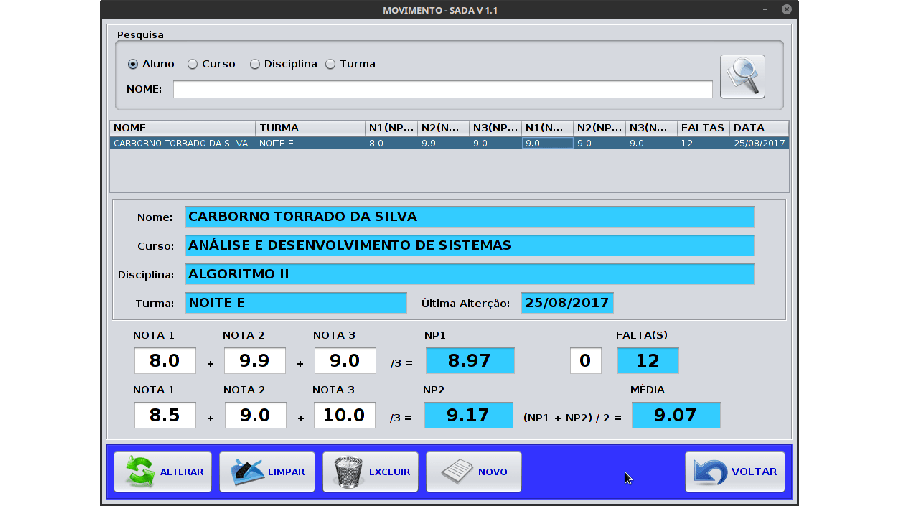 MOVIMENTO - SADA V 1.1
Pesquisa
Aluno Curso Disciplina Turma
NOME:
NOME TURMA N1(NP... N2(N... N3(NP... N1(N... N2(NP... N3(N... FALTAS DATA
CARBORNO TORRADO DA SILVA NOITE E 8.0 9.9 9.0 9.0 9.0 9.0 12 25/08/2017
Nome: CARBORNO TORRADO DA SILVA
Curso: ANÁLISE E DESENVOLVIMENTO DE SISTEMAS
Disciplina: ALGORITMO II
Turma: NOITE E Última Alterção: 25/08/2017
NOTA 1 NOTA 2 NOTA 3 NP1 FALTA(S)
8.0 + 9.9 + 9.0 /3 = 8.97 0 12
NOTA 1 NOTA 2 NOTA 3 NP2 MÉDIA
8.5 + 9.0 + 10.0 /3 = 9.17 (NP1 + NP2) / 2 = 9.07
ALTERAR LIMPAR EXCLUIR NOVO VOLTAR